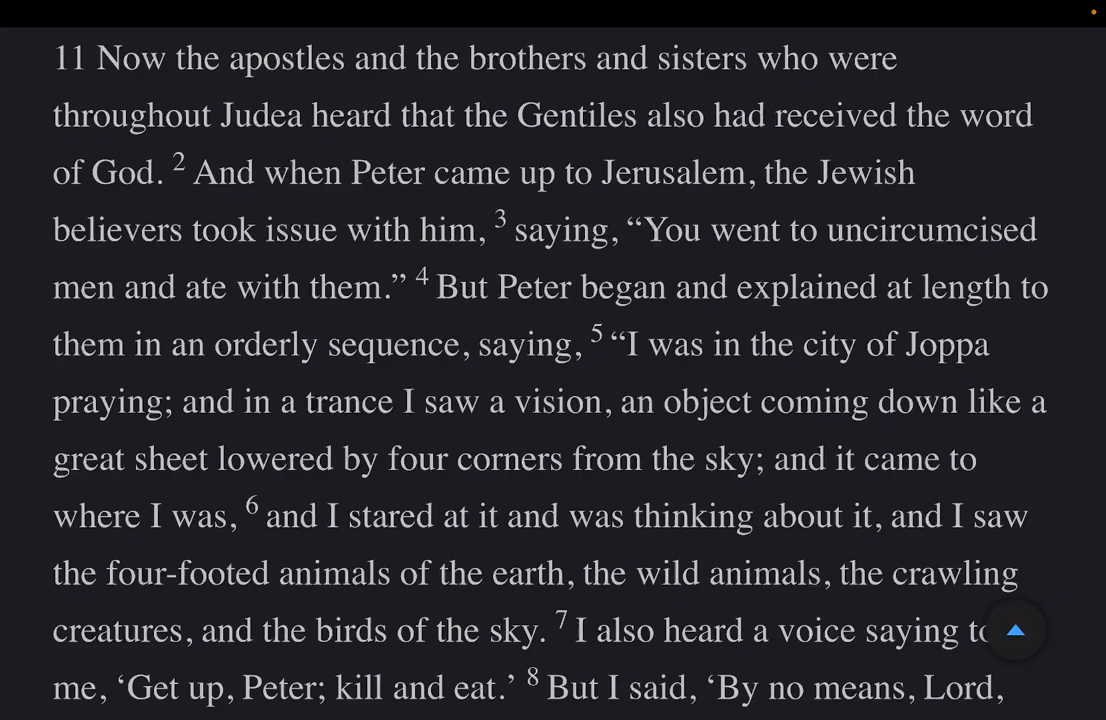 11 Now the apostles and the brothers and sisters who were
throughout Judea heard that the Gentiles also had received the word
of God. 2 And when Peter came up to Jerusalem, the Jewish
believers took issue with him, 3 saying, “You went to uncircumcised
men and ate with them.” 4 But Peter began and explained at length to
them in an orderly sequence, saying, 5 “I was in the city of Joppa
praying; and in a trance I saw a vision, an object coming down like a
great sheet lowered by four corners from the sky; and it came to
where I was, 6 and I stared at it and was thinking about it, and I saw
the four-footed animals of the earth, the wild animals, the crawling
creatures, and the birds of the sky. 7 I also heard a voice saying to
me, ‘Get up, Peter; kill and eat.’ 8 But I said, ‘By no means, Lord,